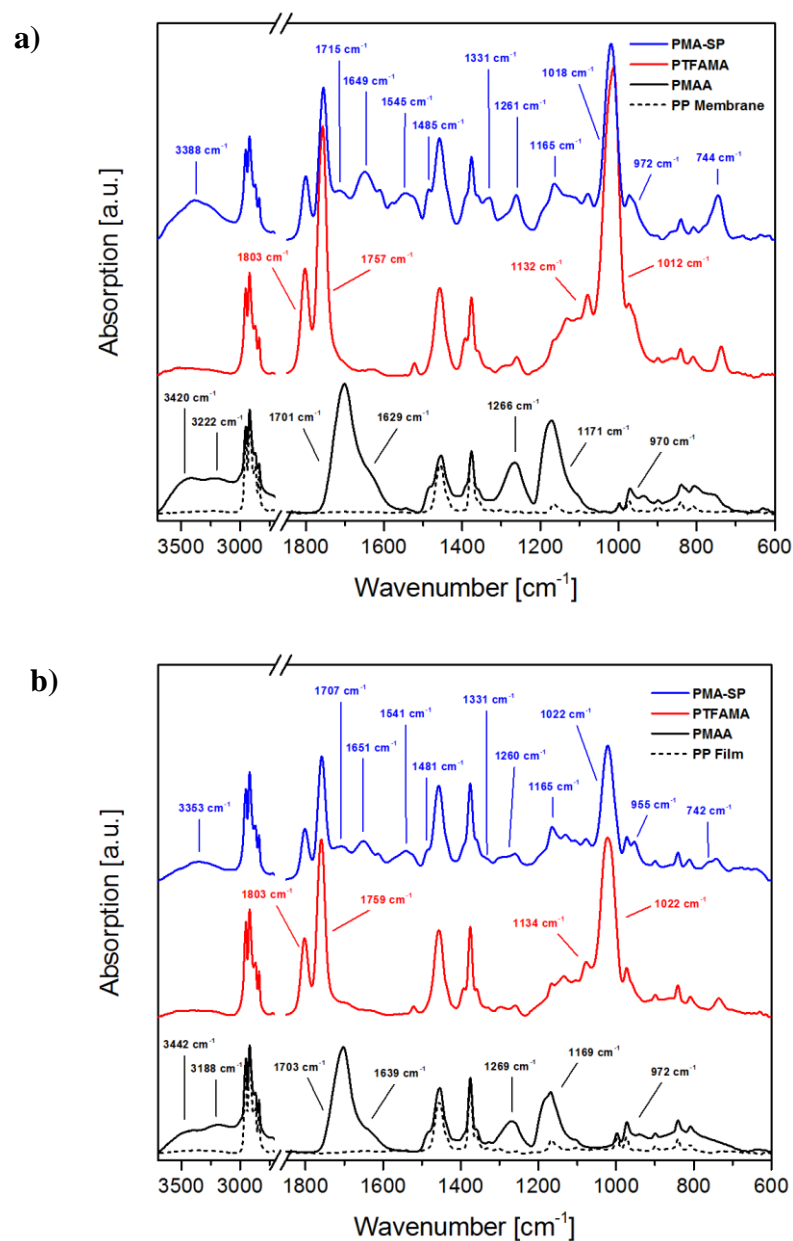 a)
PMA-SP
PTFAMA
PMAA
PP Membrane
1715 cm-1
1649 cm-1
1545 cm-1
1485 cm-1
1331 cm-1
1261 cm-1
1018 cm-1
1165 cm-1
972 cm-1
744 cm-1
3388 cm-1
1803 cm-1
1757 cm-1
1132 cm-1
1012 cm-1
3420 cm-1
3222 cm-1
1701 cm-1
1629 cm-1
1266 cm-1
1171 cm-1
970 cm-1
Absorption [a.u.]
3500 3000 1800 1600 1400 1200 1000 800 600
Wavenumber [cm-1]
b)
PMA-SP
PTFAMA
PMAA
PP Film
1707 cm-1
1651 cm-1
1541 cm-1
1481 cm-1
1331 cm-1
1260 cm-1
1022 cm-1
1165 cm-1
955 cm-1
742 cm-1
3353 cm-1
1803 cm-1
1759 cm-1
1134 cm-1
1022 cm-1
3442 cm-1
3188 cm-1
1703 cm-1
1639 cm-1
1269 cm-1
1169 cm-1
972 cm-1
Absorption [a.u.]
3500 3000 1800 1600 1400 1200 1000 800 600
Wavenumber [cm-1]